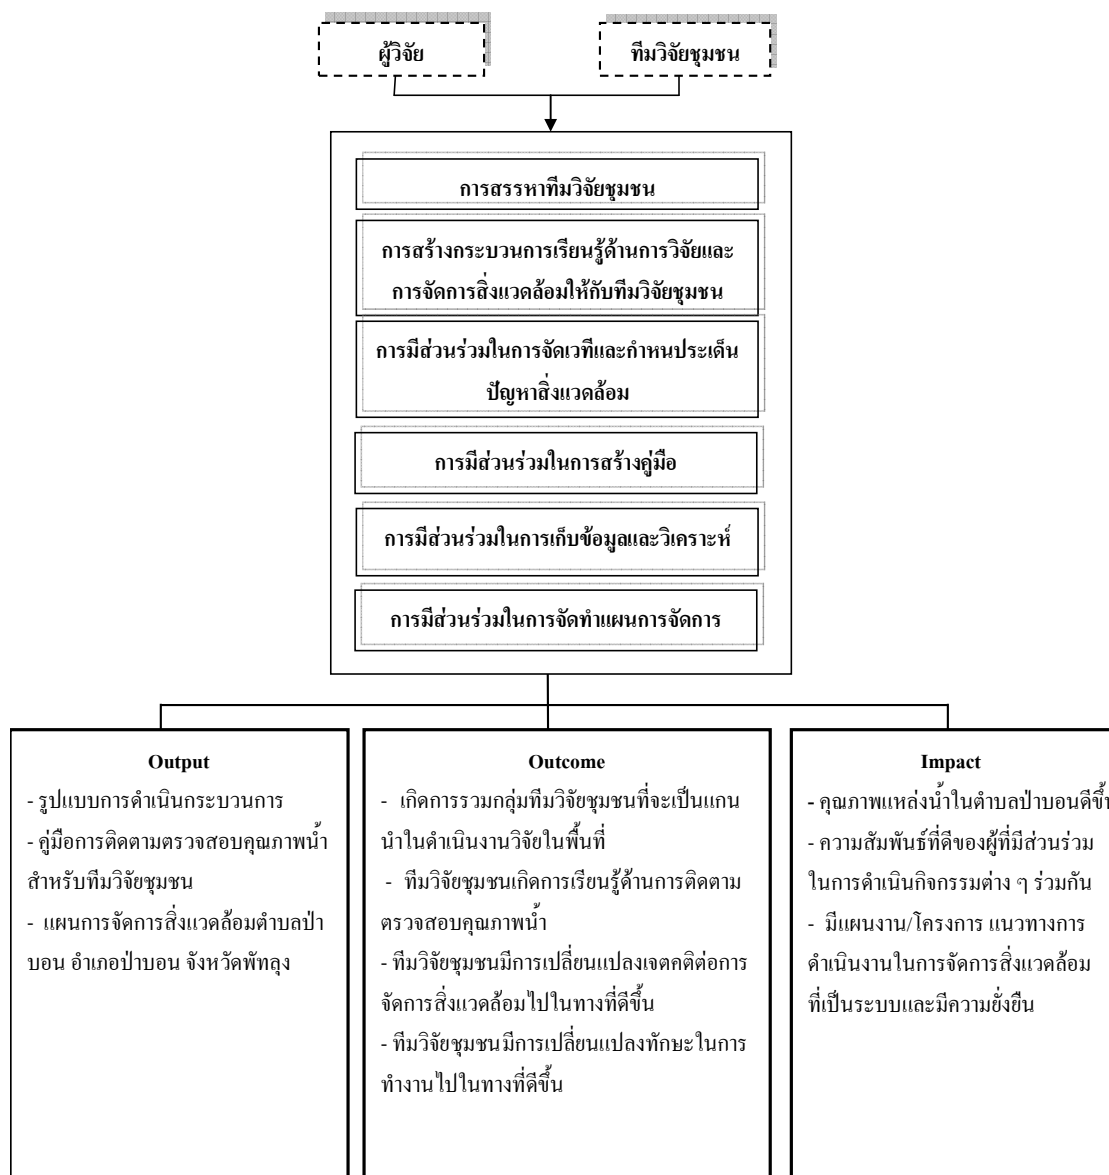 ผู้วิจัย
ทีมวิจัยชุมชน
การสรรหาทีมวิจัยชุมชน
การสร้างกระบวนการเรียนรู้ด้านการวิจัยและ
การจัดการสิ่งแวดล้อมให้กับทีมวิจัยชุมชน
การมีส่วนร่วมในการจัดเวทีและกำหนประเด็น
ปัญหาสิ่งแวดล้อม
การมีส่วนร่วมในการสร้างคู่มือ
การมีส่วนร่วมในการเก็บข้อมูลและวิเคราะห์
การมีส่วนร่วมในการจัดทำแผนการจัดการ
Output
- รูปแบบการดำเนินกระบวนการ
- คู่มือการติดตามตรวจสอบคุณภาพน้ำ
สำหรับทีมวิจัยชุมชน
- แผนการจัดการสิ่งแวดล้อมตำบลป่า
บอน อำเภอป่าบอน จังหวัดพัทลุง
Outcome
- เกิดการรวมกลุ่มทีมวิจัยชุมชนที่จะเป็นแกน
นำในดำเนินงานวิจัยในพื้นที่
- ทีมวิจัยชุมชนเกิดการเรียนรู้ด้านการติดตาม
ตรวจสอบคุณภาพน้ำ
- ทีมวิจัยชุมชนมีการเปลี่ยนแปลงเจตคติต่อการ
จัดการสิ่งแวดล้อมไปในทางที่ดีขึ้น
- ทีมวิจัยชุมชนมีการเปลี่ยนแปลงทักษะในการ
ทำงานไปในทางที่ดีขึ้น
Impact
- คุณภาพแหล่งน้ำในตำบลป่าบอนดีขึ้น
- ความสัมพันธ์ที่ดีของผู้ที่มีส่วนร่วม
ในการดำเนินกิจกรรมต่าง ๆ ร่วมกัน
- มีแผนงาน/โครงการ แนวทางการ
ดำเนินงานในการจัดการสิ่งแวดล้อม
ที่เป็นระบบและมีความยั่งยืน